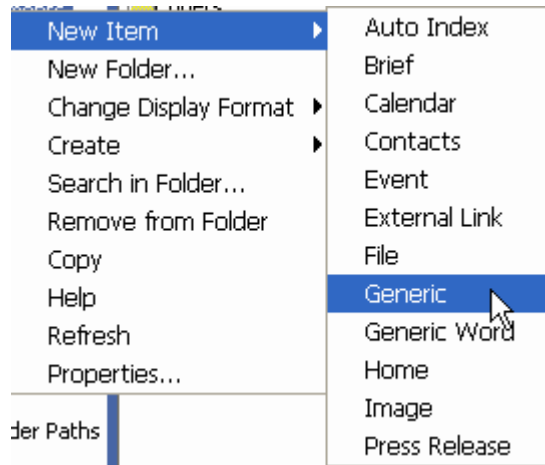 New Item
New Folder...
Change Display Format
Create
Search in Folder...
Remove from Folder
Copy
Help
Refresh
Properties...
der Paths
Auto Index
Brief
Calendar
Contacts
Event
External Link
File
Generic
Generic Word
Home
Image
Press Release